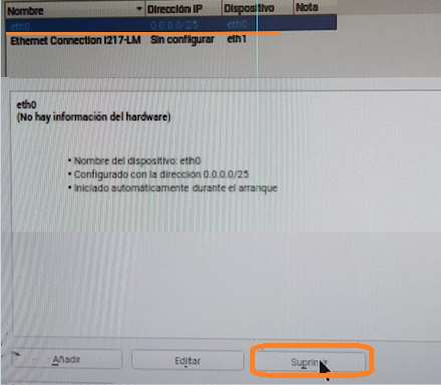 Nombre Dirección IP Dispositivo Nota
eth0 0.0.0.0/25 eth0
Ethernet Connection I217-LM Sin configurar eth1
eth0
(No hay información del hardware)
• Nombre del dispositivo: eth0
• Configurado con la dirección 0.0.0.0/25
• Iniciado automáticamente durante el arranque
Añadir Editar Suprimir